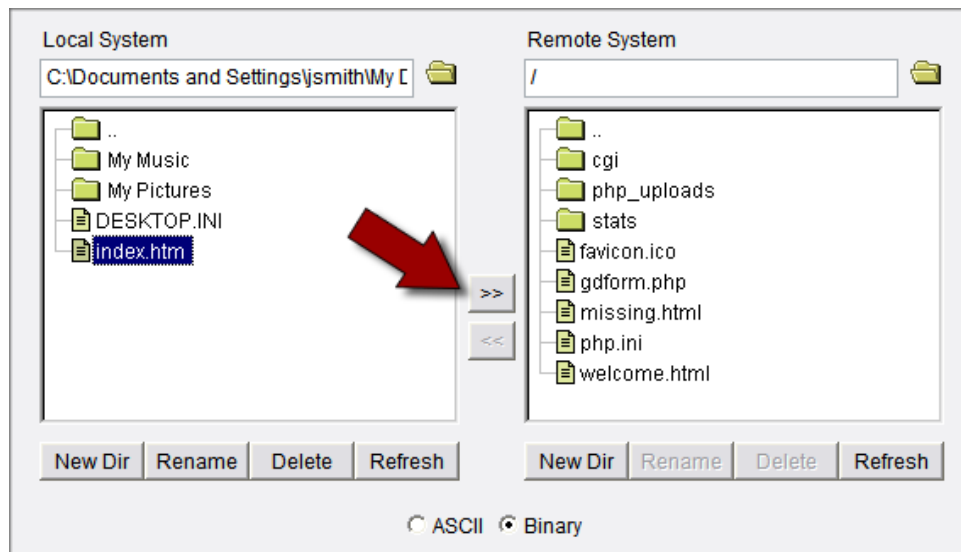 Local System
Remote System
C:\Documents and Settings\jsmith\My D
/
..
My Music
My Pictures
DESKTOP.INI
index.htm
>>
<<
..
cgi
php_uploads
stats
favicon.ico
gdform.php
missing.html
php.ini
welcome.html
New Dir Rename Delete Refresh
New Dir Rename Delete Refresh
ASCII Binary